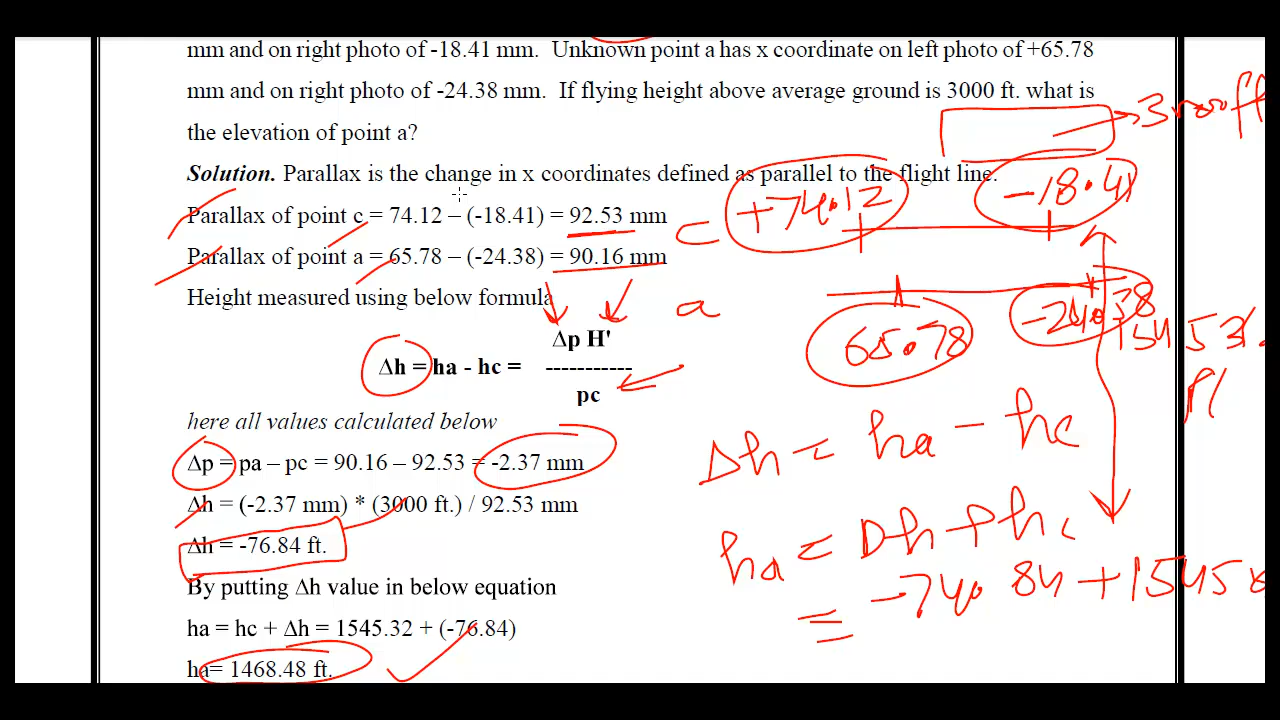 mm and on right photo of -18.41 mm. Unknown point a has x coordinate on left photo of +65.78
mm and on right photo of -24.38 mm. If flying height above average ground is 3000 ft. what is
the elevation of point a?
Solution. Parallax is the change in x coordinates defined as parallel to the flight line.
Parallax of point c = 74.12 – (-18.41) = 92.53 mm
Parallax of point a = 65.78 – (-24.38) = 90.16 mm
Height measured using below formula
Δp H'
Δh = ha - hc = -----------
pc
here all values calculated below
Δp = pa – pc = 90.16 – 92.53 = -2.37 mm
Δh = (-2.37 mm) * (3000 ft.) / 92.53 mm
Δh = -76.84 ft.
By putting Δh value in below equation
ha = hc + Δh = 1545.32 + (-76.84)
ha= 1468.48 ft.
c +74.12 -18.41
a 65.78 -24.38
Δh = ha - hc
ha = Dh + hc
= -74.84 + 1545